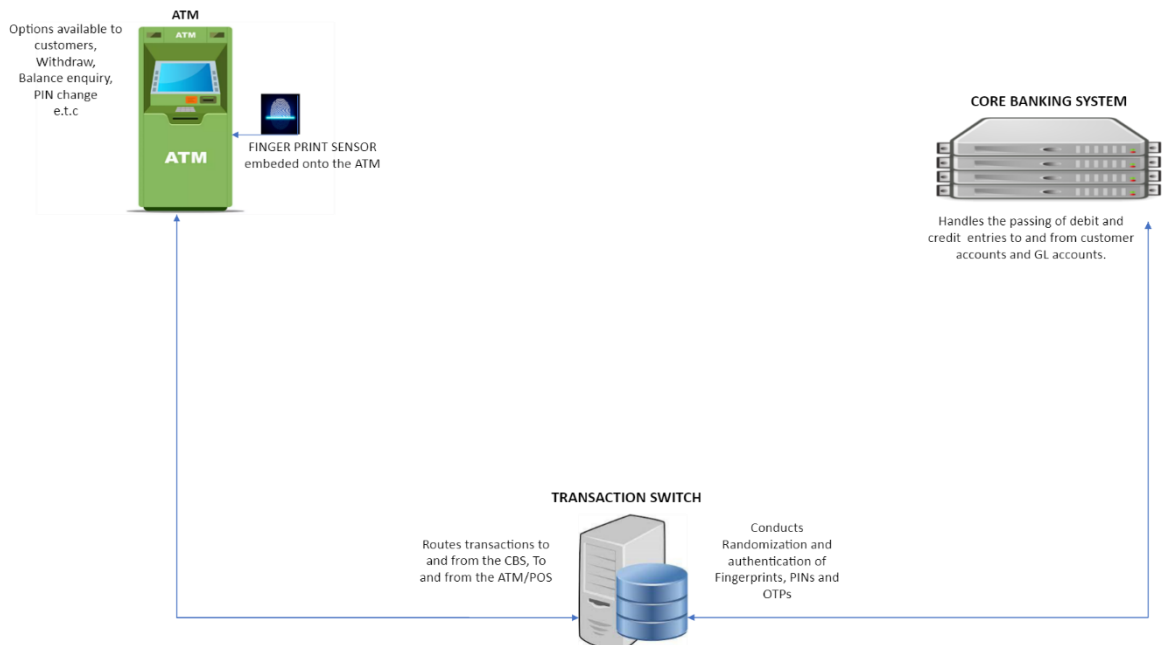 ATM
Options available to
customers,
Withdraw,
Balance enquiry,
PIN change
e.t.c
ATM
ATM
FINGER PRINT SENSOR
embeded onto the ATM
CORE BANKING SYSTEM
Handles the passing of debit and
credit entries to and from customer
accounts and GL accounts.
TRANSACTION SWITCH
Routes transactions to
and from the CBS, To
and from the ATM/POS
Conducts
Randomization and
authentication of
Fingerprints, PINs and
OTPs